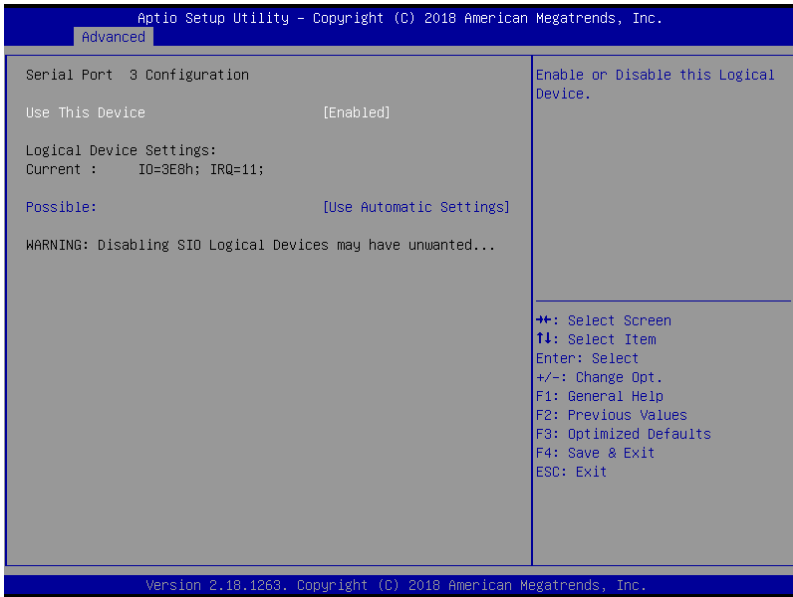 Aptio Setup Utility – Copyright (C) 2018 American Megatrends, Inc.
Advanced
Serial Port  3 Configuration
Use This Device [Enabled]
Logical Device Settings:
Current :  IO=3E8h; IRQ=11;
Possible: [Use Automatic Settings]
WARNING: Disabling SIO Logical Devices may have unwanted...
Enable or Disable this Logical
Device.
→←: Select Screen
↑↓: Select Item
Enter: Select
+/-: Change Opt.
F1: General Help
F2: Previous Values
F3: Optimized Defaults
F4: Save & Exit
ESC: Exit
Version 2.18.1263. Copyright (C) 2018 American Megatrends, Inc.